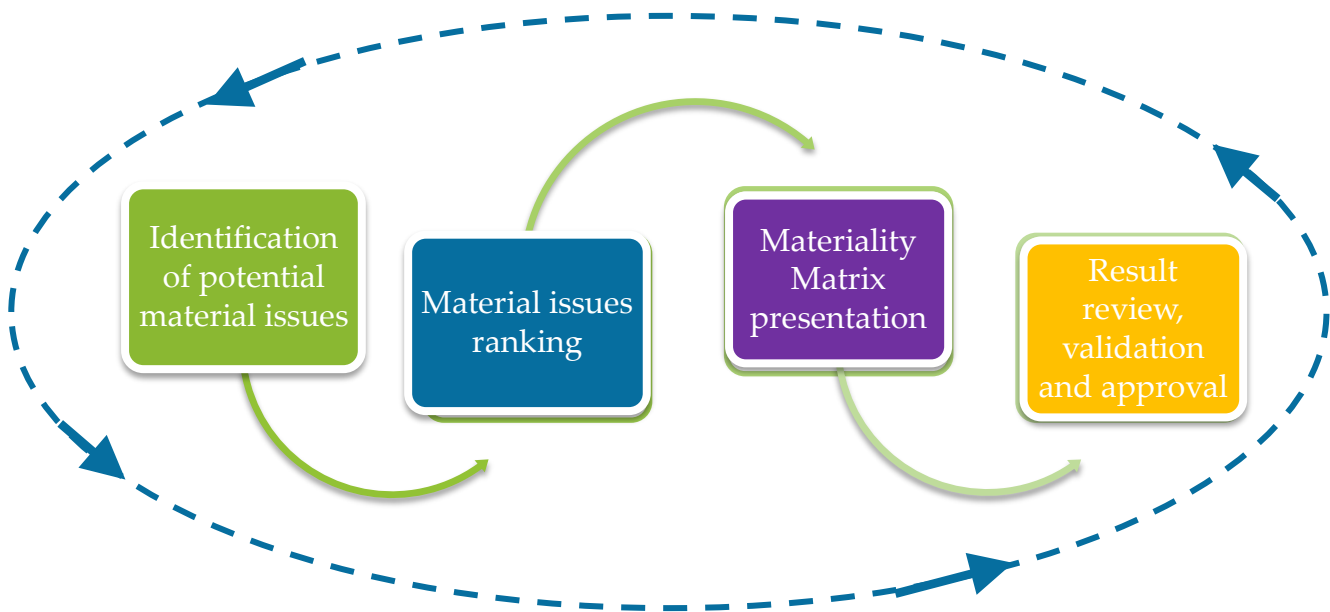 Identification
of potential
material issues
Material issues
ranking
Materiality
Matrix
presentation
Result
review,
validation
and approval